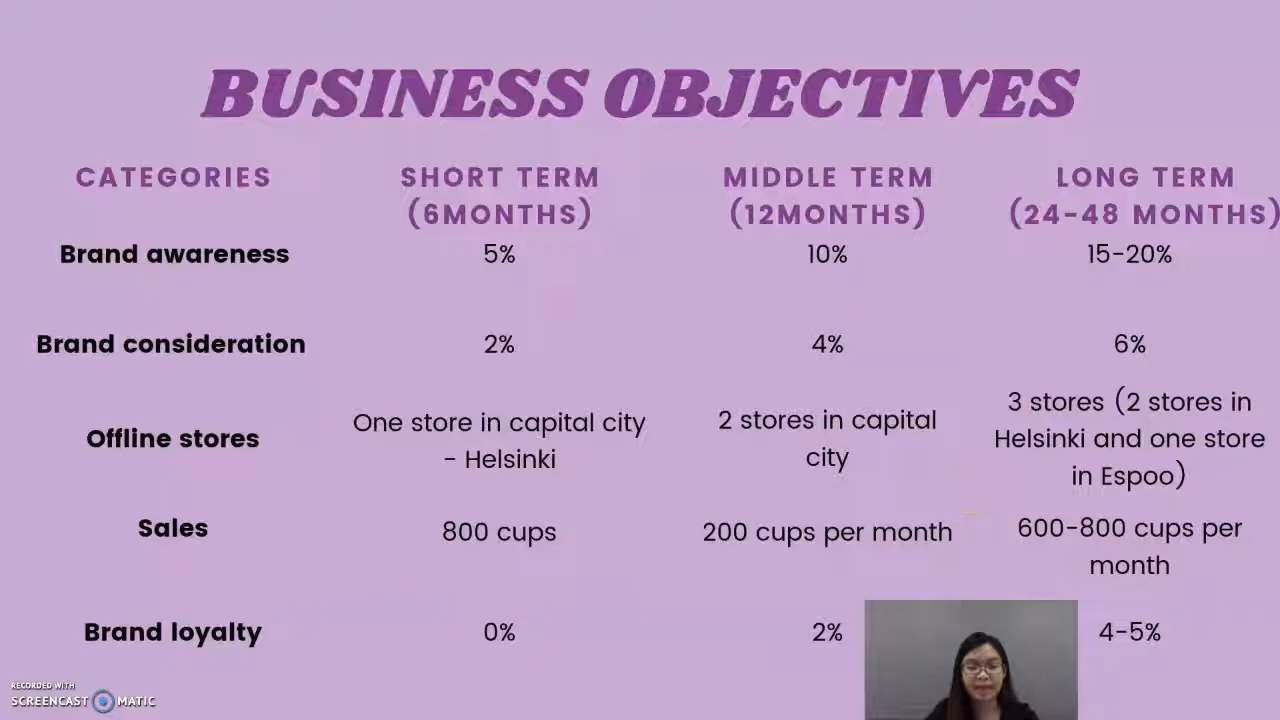 BUSINESS OBJECTIVES
CATEGORIES
SHORT TERM
(6MONTHS)
MIDDLE TERM
(12MONTHS)
LONG TERM
(24-48 MONTHS)
Brand awareness
5%
10%
15-20%
Brand consideration
2%
4%
6%
Offline stores
One store in capital city
- Helsinki
2 stores in capital
city
3 stores (2 stores in
Helsinki and one store
in Espoo)
Sales
800 cups
200 cups per month
600-800 cups per
month
Brand loyalty
0%
2%
4-5%
RECORDED WITH
SCREENCAST MATIC